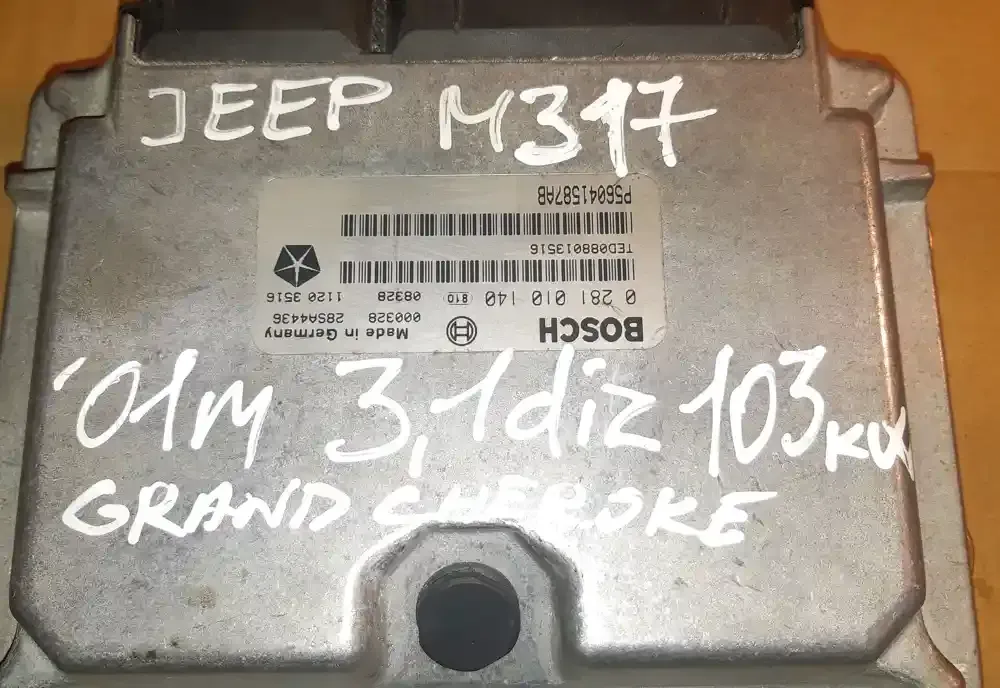 JEEP M317
BOSCH Made in Germany
000328 28SA4436
0 281 010 140 810 08328 1120 3516
TED088013516
P56041587AB
'01m 3,1diz 103kw
GRAND CHEROKE